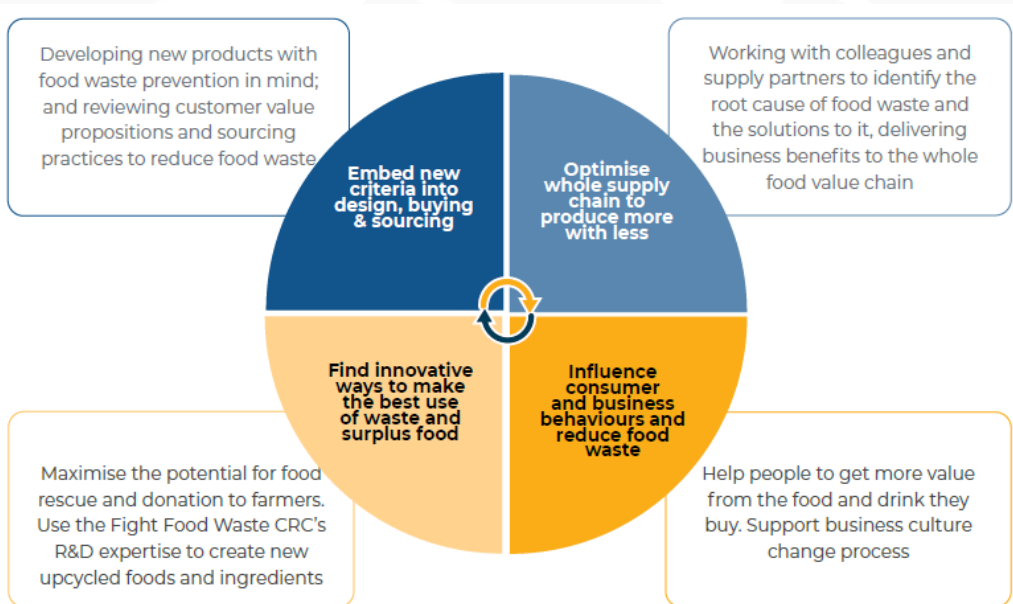 Developing new products with
food waste prevention in mind;
and reviewing customer value
propositions and sourcing
practices to reduce food waste
Embed new
criteria into
design, buying
& sourcing
Working with colleagues and
supply partners to identify the
root cause of food waste and
the solutions to it, delivering
business benefits to the whole
food value chain
Optimise
whole supply
chain to
produce more
with less
Find innovative
ways to make
the best use
of waste and
surplus food
Maximise the potential for food
rescue and donation to farmers.
Use the Fight Food Waste CRC's
R&D expertise to create new
upcycled foods and ingredients
Influence
consumer
and business
behaviours and
reduce food
waste
Help people to get more value
from the food and drink they
buy. Support business culture
change process